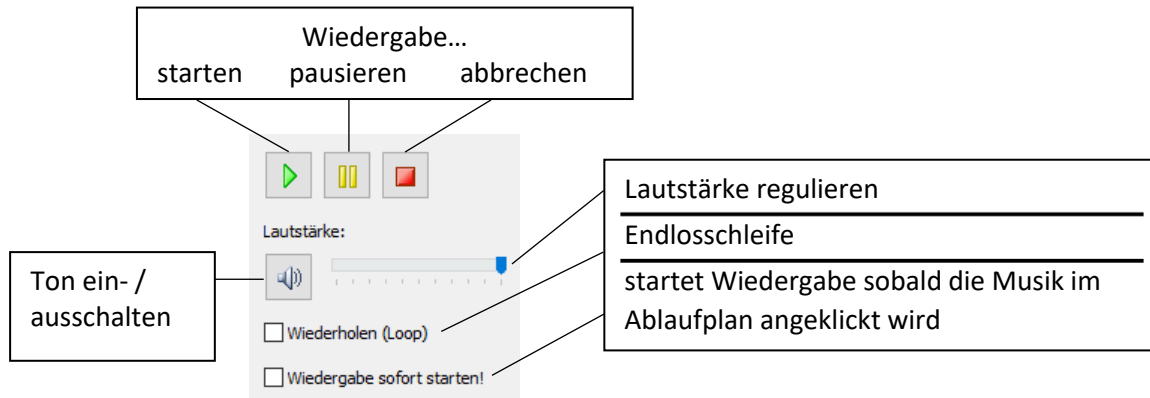 Wiedergabe…
starten pausieren abbrechen
Lautstärke regulieren
Lautstärke:
Endlosschleife
Ton ein- /
ausschalten
startet Wiedergabe sobald die Musik im
Ablaufplan angeklickt wird
Wiederholen (Loop)
Wiedergabe sofort starten!